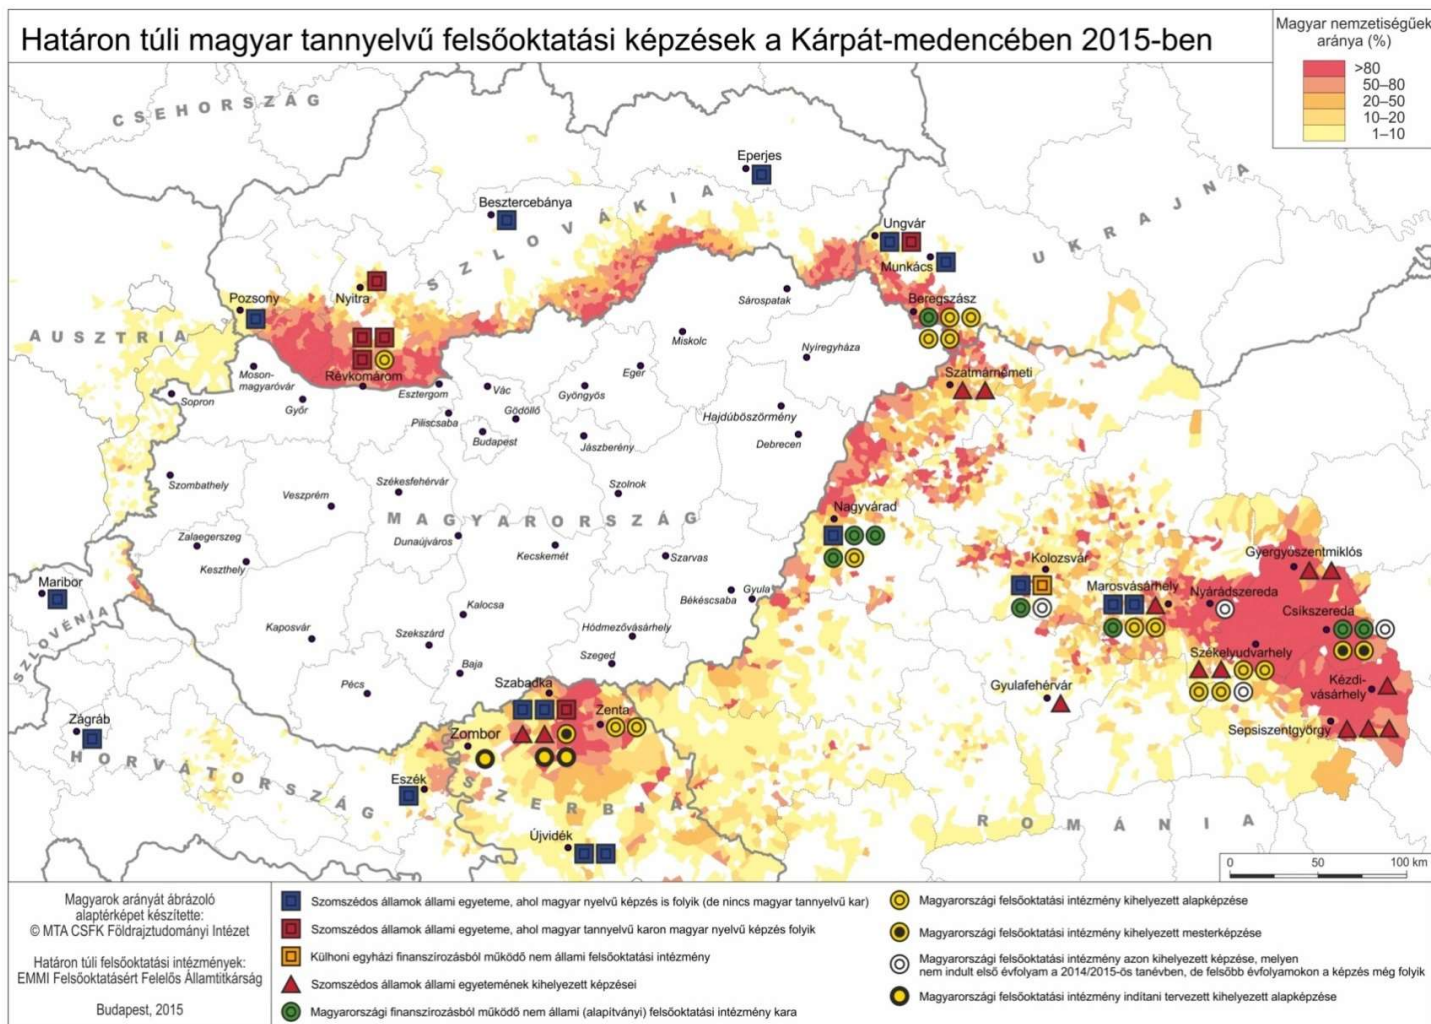 Határon túli magyar tannyelvű felsőoktatási képzések a Kárpát-medencében 2015-ben
Magyar nemzetiségűek
aránya (%)
>80
50–80
20–50
10–20
1–10
CSEHORSZÁG
Eperjes
Besztercebánya
SZLOVÁKIA
UKRAJNA
Ungvár
Munkács
Nyitra
Pozsony
Sárospatak
Beregszász
AUSZTRIA
Miskolc
Nyíregyháza
Moson-
magyaróvár
Révkomárom
Eger
Szatmárnémeti
Sopron
Győr
Esztergom
Vác
Gyöngyös
Piliscsaba
Gödöllő
Hajdúböszörmény
Budapest
Jászberény
Debrecen
Szombathely
Székesfehérvár
Veszprém
Szolnok
Nagyvárad
MAGYARORSZÁG
Zalaegerszeg
Dunaújváros
Kecskemét
Szarvas
Keszthely
Kolozsvár
Gyergyószentmiklós
Maribor
Marosvásárhely
Nyárádszereda
Békéscsaba
Gyula
Kalocsa
Csíkszereda
SZLOVÉNIA
Kaposvár
Szekszárd
Hódmezővásárhely
Székelyudvarhely
Szeged
Baja
Pécs
Szabadka
Gyulafehérvár
Kézdi-
vásárhely
Zágráb
Zenta
Zombor
Sepsiszentgyörgy
HORVÁTORSZÁG
Eszék
SZERBIA
ROMÁNIA
Újvidék
0 50 100 km
Magyarok arányát ábrázoló
alaptérképet készítette:
© MTA CSFK Földrajztudományi Intézet
Határon túli felsőoktatási intézmények:
EMMI Felsőoktatásért Felelős Államtitkárság
Budapest, 2015
Szomszédos államok állami egyeteme, ahol magyar nyelvű képzés is folyik (de nincs magyar tannyelvű kar)
Szomszédos államok állami egyeteme, ahol magyar tannyelvű karon magyar nyelvű képzés folyik
Külhoni egyházi finanszírozásból működő nem állami felsőoktatási intézmény
Szomszédos államok állami egyetemének kihelyezett képzései
Magyarországi finanszírozásból működő nem állami (alapítványi) felsőoktatási intézmény kara
Magyarországi felsőoktatási intézmény kihelyezett alapképzése
Magyarországi felsőoktatási intézmény kihelyezett mesterképzése
Magyarországi felsőoktatási intézmény azon kihelyezett képzése, melyen
nem indult első évfolyam a 2014/2015-ös tanévben, de felsőbb évfolyamokon a képzés még folyik
Magyarországi felsőoktatási intézmény indítani tervezett kihelyezett alapképzése